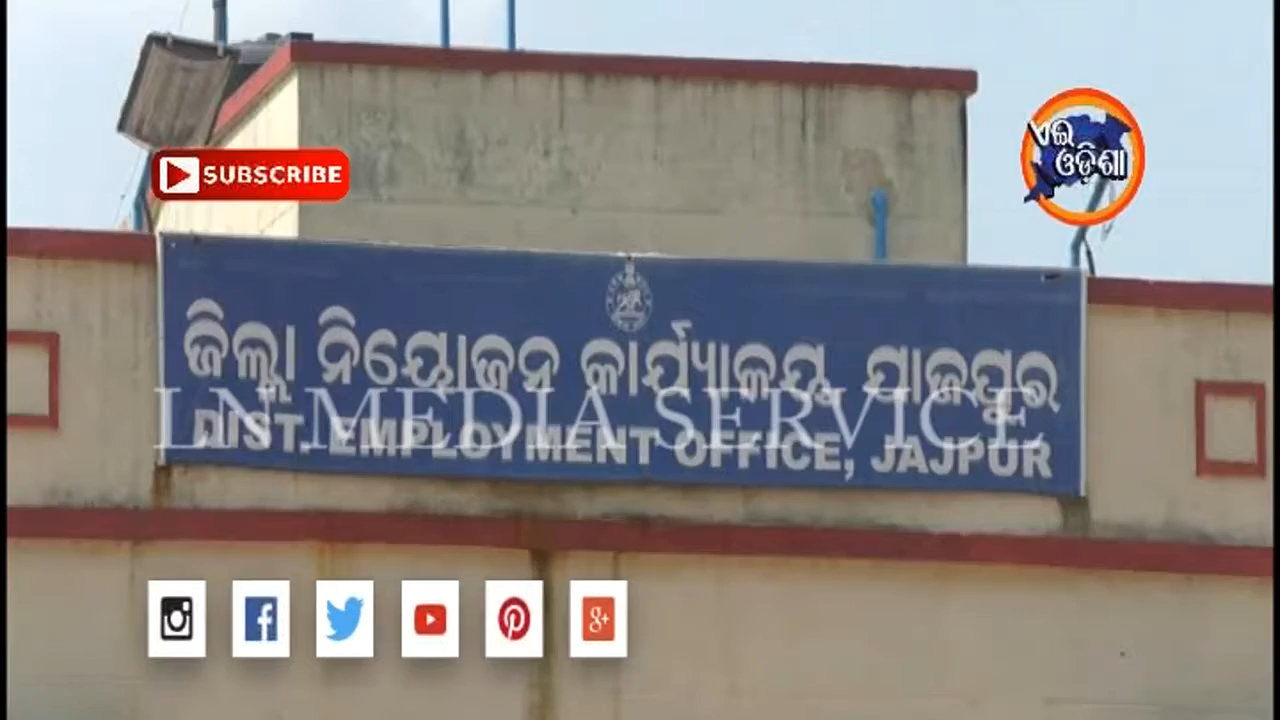 SUBSCRIBE
ଏଇ
ଓଡ଼ିଶା
ଜିଲ୍ଲା ନିୟୋଜନ କାର୍ଯ୍ୟାଳୟ, ଯାଜପୁର
LN MEDIA SERVICE
DIST. EMPLOYMENT OFFICE, JAJPUR
g+